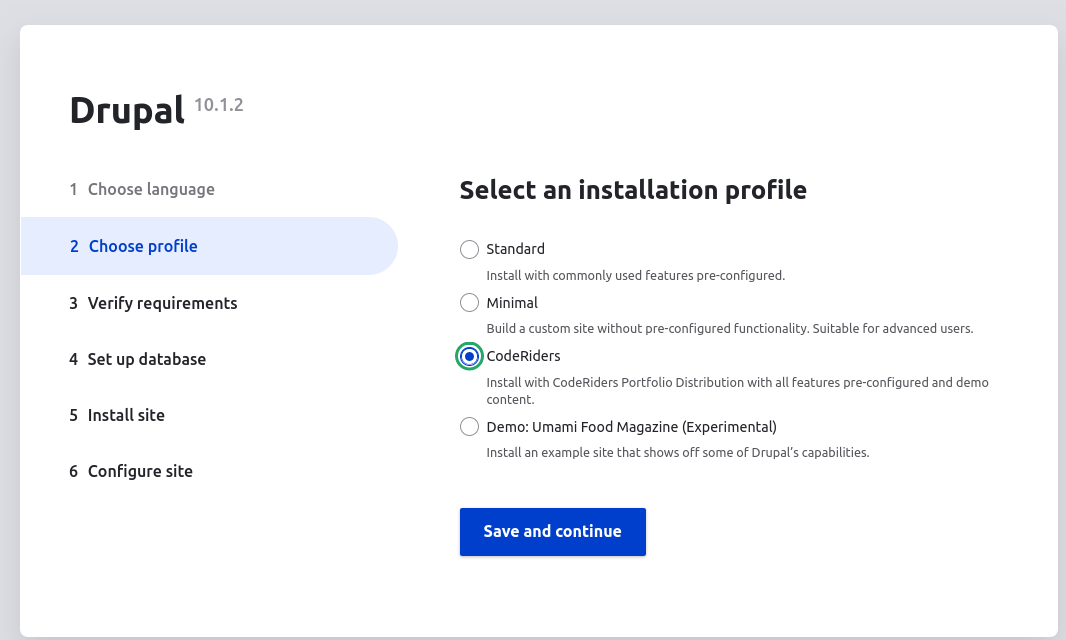 Drupal 10.1.2
1 Choose language
2 Choose profile
3 Verify requirements
4 Set up database
5 Install site
6 Configure site
Select an installation profile
Standard
Install with commonly used features pre-configured.
Minimal
Build a custom site without pre-configured functionality. Suitable for advanced users.
CodeRiders
Install with CodeRiders Portfolio Distribution with all features pre-configured and demo
content.
Demo: Umami Food Magazine (Experimental)
Install an example site that shows off some of Drupal's capabilities.
Save and continue